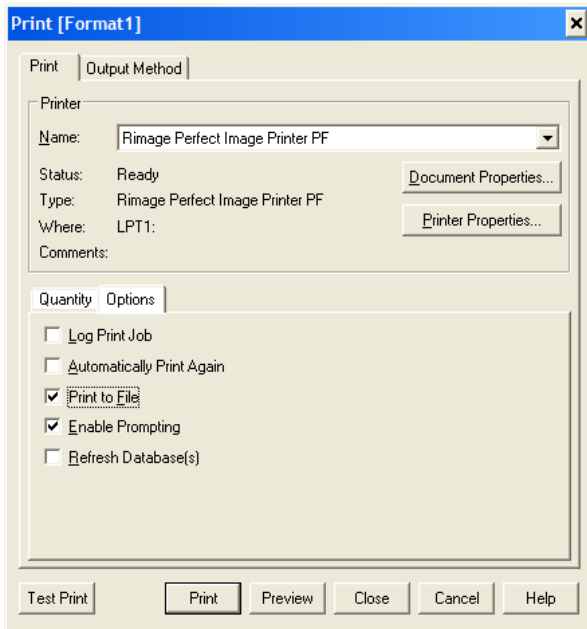 Print [Format1]
Print Output Method
Printer
Name: Rimage Perfect Image Printer PF
Status: Ready Document Properties...
Type: Rimage Perfect Image Printer PF
Where: LPT1: Printer Properties...
Comments:
Quantity Options
Log Print Job
Automatically Print Again
Print to File
Enable Prompting
Refresh Database(s)
Test Print Print Preview Close Cancel Help